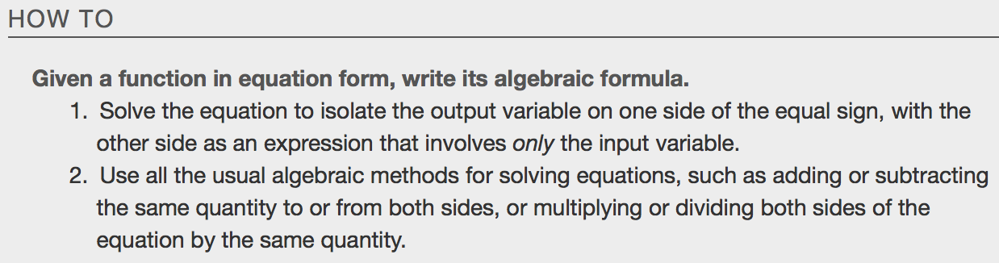 HOW TO
Given a function in equation form, write its algebraic formula.
1. Solve the equation to isolate the output variable on one side of the equal sign, with the
other side as an expression that involves only the input variable.
2. Use all the usual algebraic methods for solving equations, such as adding or subtracting
the same quantity to or from both sides, or multiplying or dividing both sides of the
equation by the same quantity.